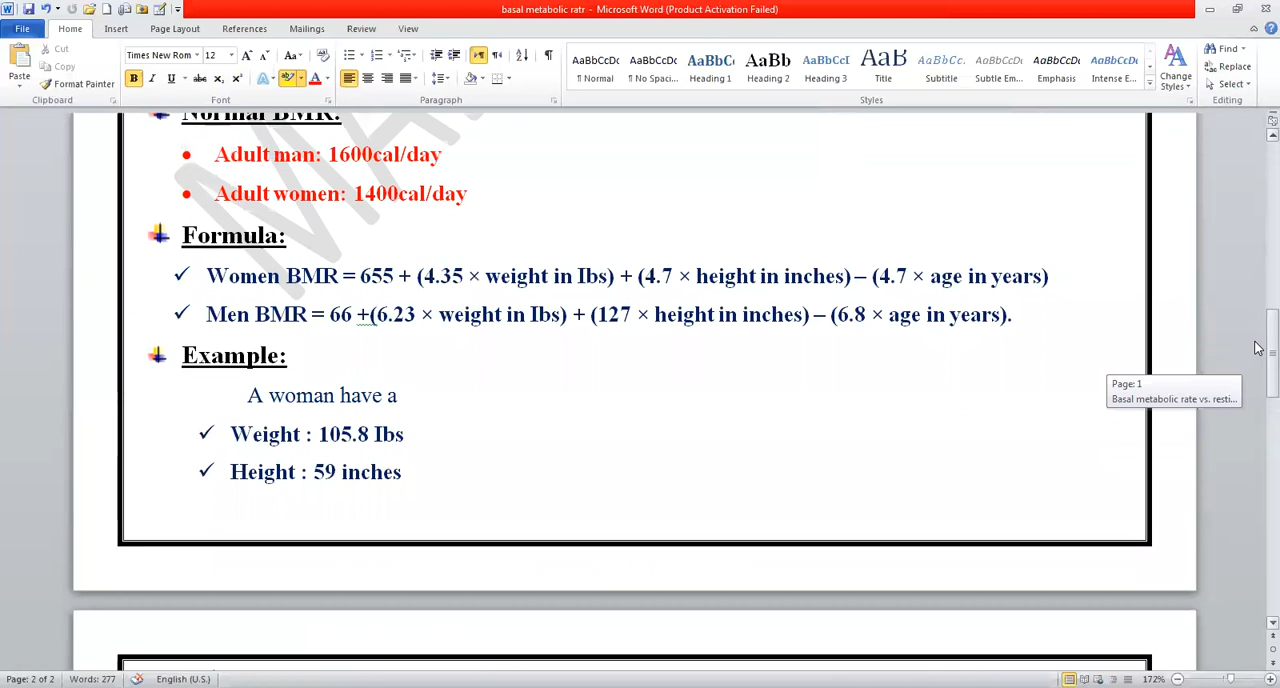 basal metabolic ratr - Microsoft Word (Product Activation Failed)
File Home Insert Page Layout References Mailings Review View
Paste
Cut
Copy
Format Painter
Clipboard
Times New Rom 12
Font
Paragraph
AaBbCcDc AaBbCcDc AaBbC( AaBbCc AaBbCcI AaB AaBbCc. AaBbCcDc AaBbCcDc AaBbCcDc
¶ Normal ¶ No Spaci... Heading 1 Heading 2 Heading 3 Title Subtitle Subtle Em... Emphasis Intense E...
Change Styles
Styles
Find
Replace
Select
Editing
Normal BMR:
Adult man: 1600cal/day
Adult women: 1400cal/day
Formula:
Women BMR = 655 + (4.35 × weight in Ibs) + (4.7 × height in inches) – (4.7 × age in years)
Men BMR = 66 +(6.23 × weight in Ibs) + (127 × height in inches) – (6.8 × age in years).
Example:
A woman have a
Weight : 105.8 Ibs
Height : 59 inches
Page: 1
Basal metabolic rate vs. resti...
Page: 2 of 2 Words: 277 English (U.S.) 172%